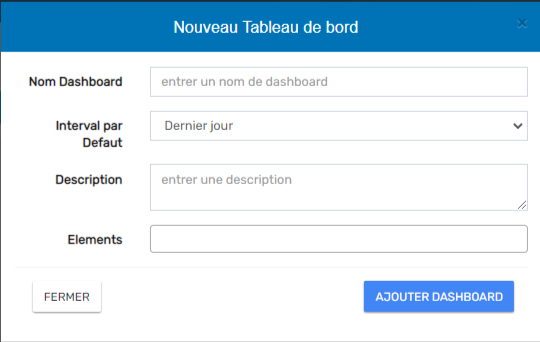 Nouveau Tableau de bord
×
Nom Dashboard
entrer un nom de dashboard
Interval par
Defaut
Dernier jour
Description
entrer une description
Elements
FERMER
AJOUTER DASHBOARD